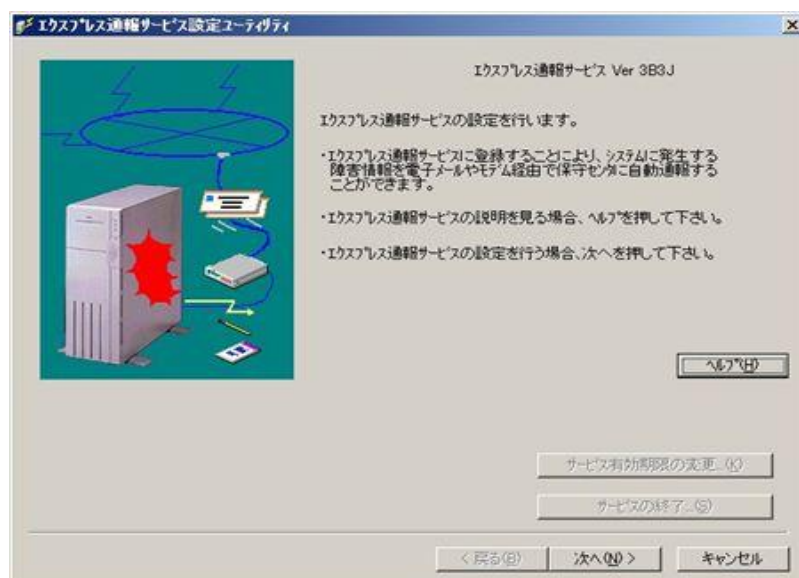 エクスプレス通報サービス設定ユーティリティ
エクスプレス通報サービス Ver 3B3J
エクスプレス通報サービスの設定を行います。
・エクスプレス通報サービスに登録することにより、システムに発生する
障害情報を電子メールやモデム経由で保守センタに自動通報する
ことができます。
・エクスプレス通報サービスの説明を見る場合、ヘルプを押して下さい。
・エクスプレス通報サービスの設定を行う場合、次へを押して下さい。
ヘルプ(H)
サービス有効期限の変更...(K)
サービスの終了...(S)
< 戻る(B)
次へ(N) >
キャンセル